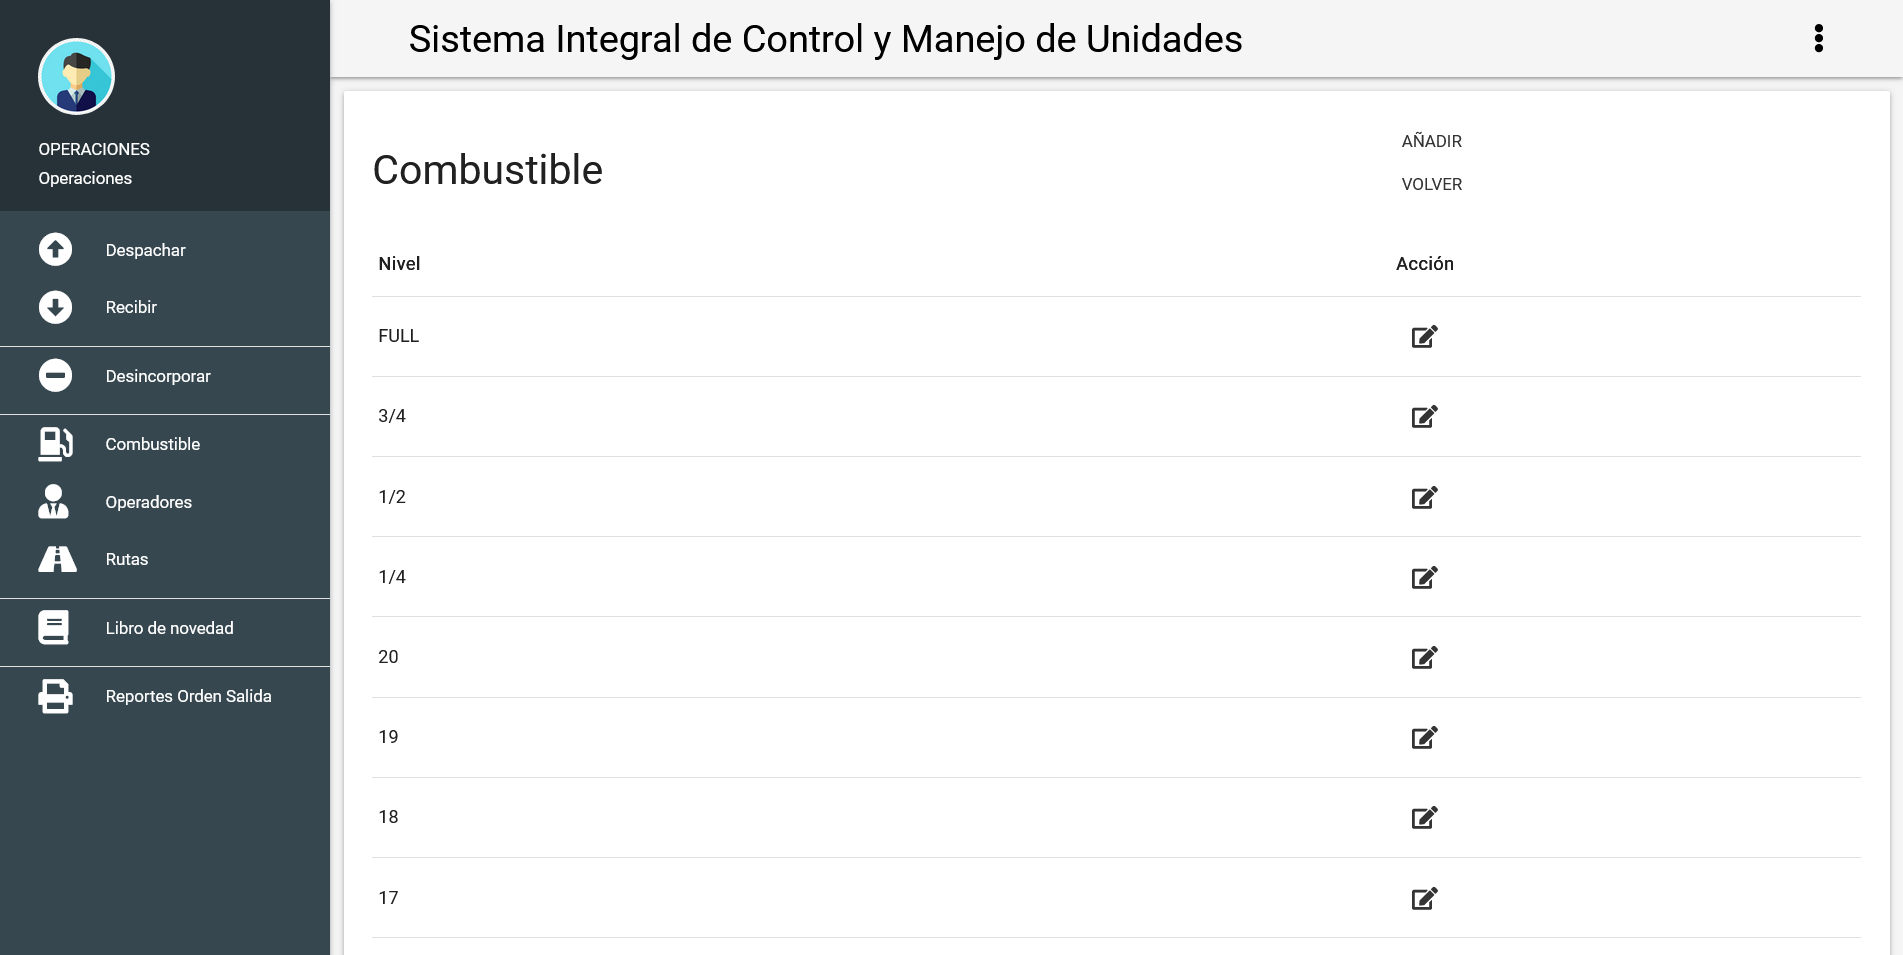 Sistema Integral de Control y Manejo de Unidades
OPERACIONES
Operaciones
Despachar
Recibir
Desincorporar
Combustible
Operadores
Rutas
Libro de novedad
Reportes Orden Salida
Combustible
AÑADIR
VOLVER
Nivel Acción
FULL
3/4
1/2
1/4
20
19
18
17